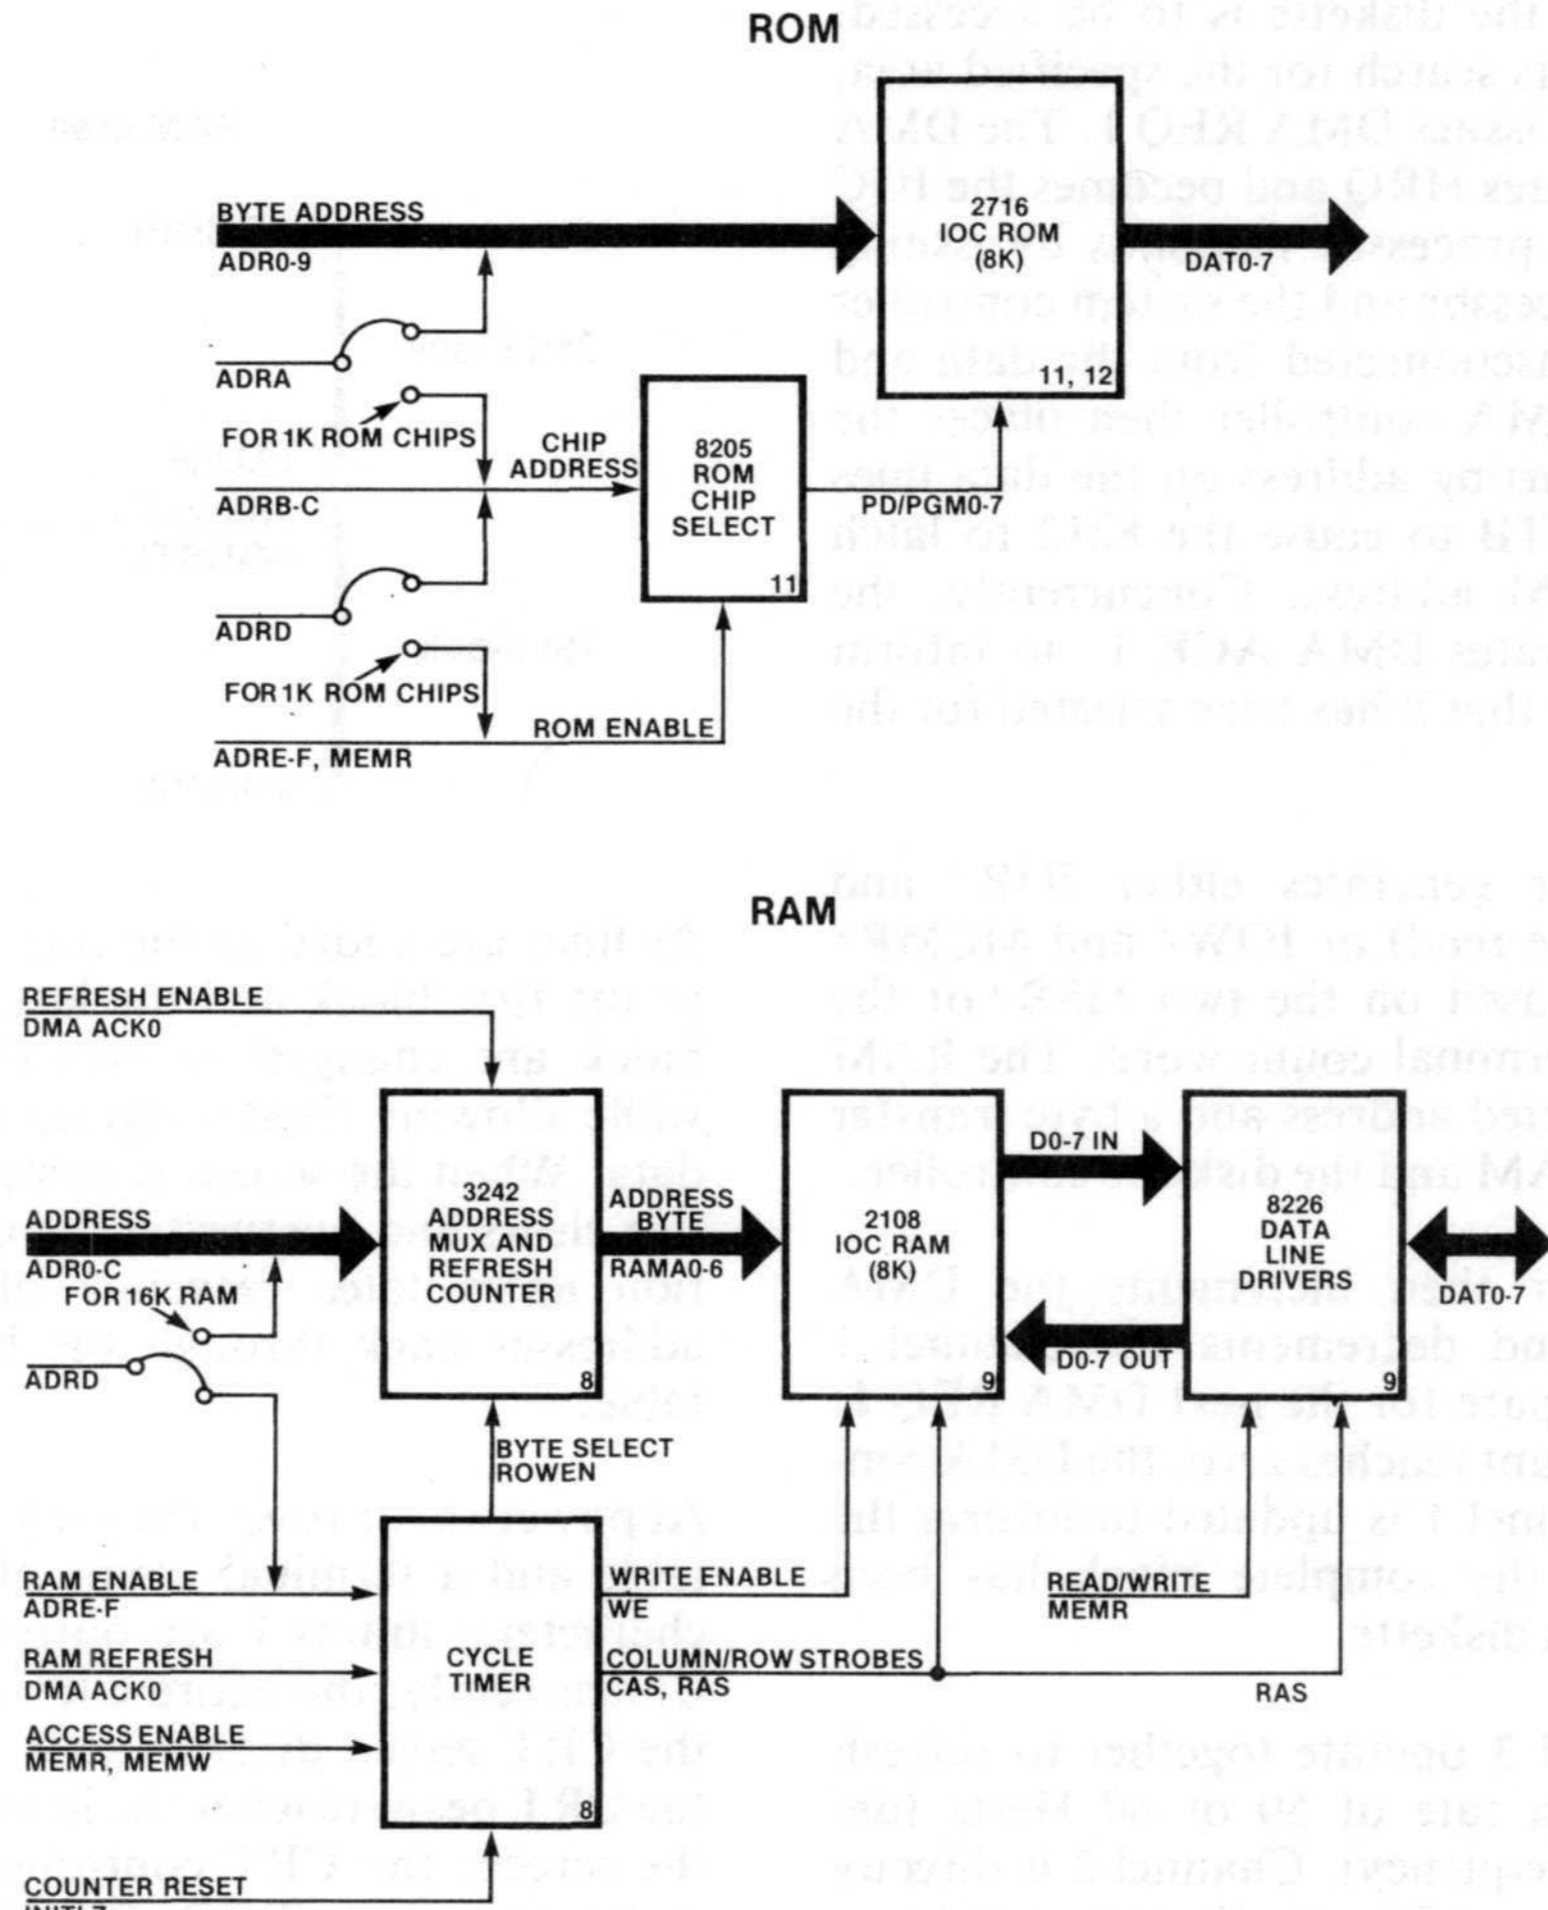 ROM
BYTE ADDRESS
ADR0-9
2716
IOC ROM
(8K)
11, 12
DAT0-7
ADRA
FOR 1K ROM CHIPS
CHIP
ADDRESS
ADRB-C
8205
ROM
CHIP
SELECT
11
PD/PGM0-7
ADRD
FOR 1K ROM CHIPS
ROM ENABLE
ADRE-F, MEMR
RAM
REFRESH ENABLE
DMA ACK0
ADDRESS
ADR0-C
FOR 16K RAM
ADRD
3242
ADDRESS
MUX AND
REFRESH
COUNTER
8
ADDRESS
BYTE
RAMA0-6
2108
IOC RAM
(8K)
9
D0-7 IN
D0-7 OUT
8226
DATA
LINE
DRIVERS
9
DAT0-7
BYTE SELECT
ROWEN
RAM ENABLE
ADRE-F
RAM REFRESH
DMA ACK0
ACCESS ENABLE
MEMR, MEMW
CYCLE
TIMER
8
WRITE ENABLE
WE
COLUMN/ROW STROBES
CAS, RAS
READ/WRITE
MEMR
RAS
COUNTER RESET